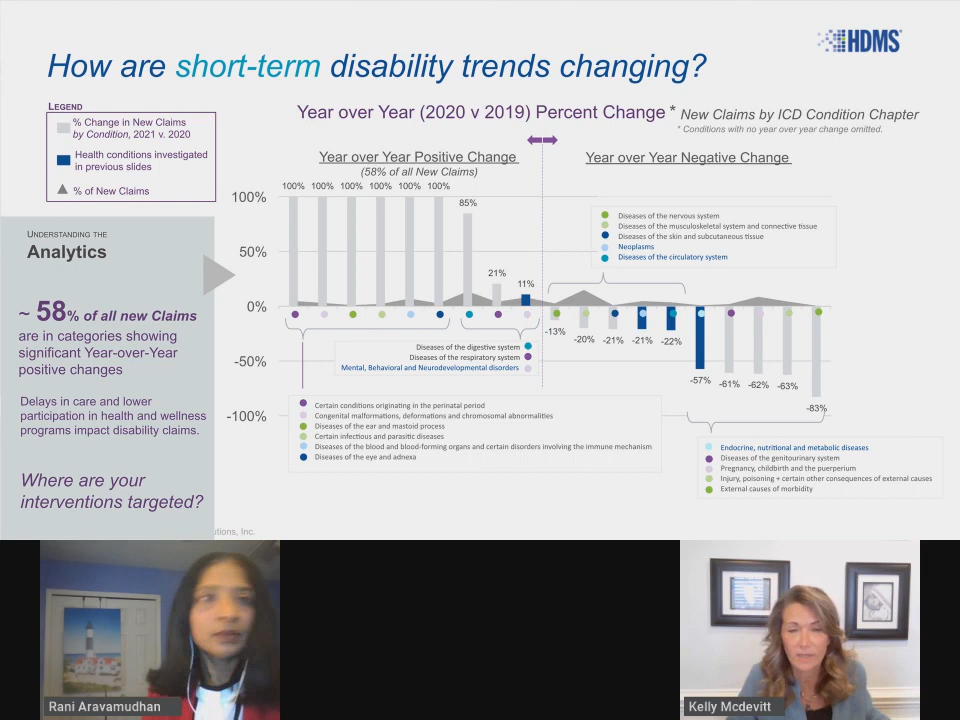 HDMS
How are short-term disability trends changing?
LEGEND
% Change in New Claims
by Condition, 2021 v. 2020
Health conditions investigated
in previous slides
% of New Claims
Year over Year (2020 v 2019) Percent Change * New Claims by ICD Condition Chapter
* Conditions with no year over year change omitted.
Year over Year Positive Change
(58% of all New Claims)
Year over Year Negative Change
UNDERSTANDING THE
Analytics
~ 58% of all new Claims
are in categories showing
significant Year-over-Year
positive changes
Delays in care and lower
participation in health and wellness
programs impact disability claims.
Where are your
interventions targeted?
100%
50%
0%
-50%
-100%
100% 100% 100% 100% 100% 100%
85%
21%
11%
-13%
-20%
-21%
-21%
-22%
-57%
-61%
-62%
-63%
-83%
Diseases of the nervous system
Diseases of the musculoskeletal system and connective tissue
Diseases of the skin and subcutaneous tissue
Neoplasms
Diseases of the circulatory system
Diseases of the digestive system
Diseases of the respiratory system
Mental, Behavioral and Neurodevelopmental disorders
Certain conditions originating in the perinatal period
Congenital malformations, deformations and chromosomal abnormalities
Diseases of the ear and mastoid process
Certain infectious and parasitic diseases
Diseases of the blood and blood-forming organs and certain disorders involving the immune mechanism
Diseases of the eye and adnexa
Endocrine, nutritional and metabolic diseases
Diseases of the genitourinary system
Pregnancy, childbirth and the puerperium
Injury, poisoning + certain other consequences of external causes
External causes of morbidity
Inc.
Rani Aravamudhan
Kelly Mcdevitt